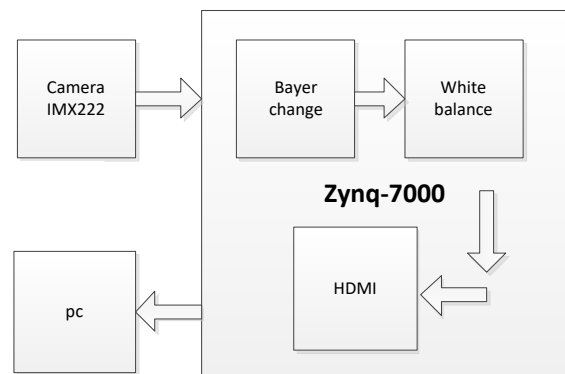 Camera
IMX222
Bayer
change
White
balance
Zynq-7000
HDMI
pc